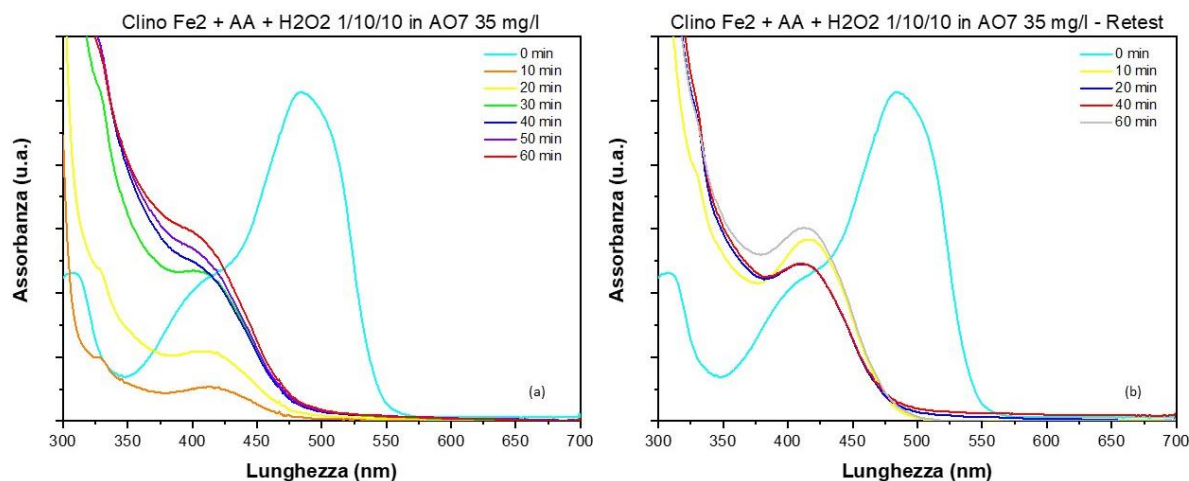 Clino Fe2 + AA + H2O2 1/10/10 in AO7 35 mg/l
Assorbanza (u.a.)
0 min
10 min
20 min
30 min
40 min
50 min
60 min
(a)
300 350 400 450 500 550 600 650 700
Lunghezza (nm)
Clino Fe2 + AA + H2O2 1/10/10 in AO7 35 mg/l - Retest
Assorbanza (u.a.)
0 min
10 min
20 min
40 min
60 min
(b)
300 350 400 450 500 550 600 650 700
Lunghezza (nm)